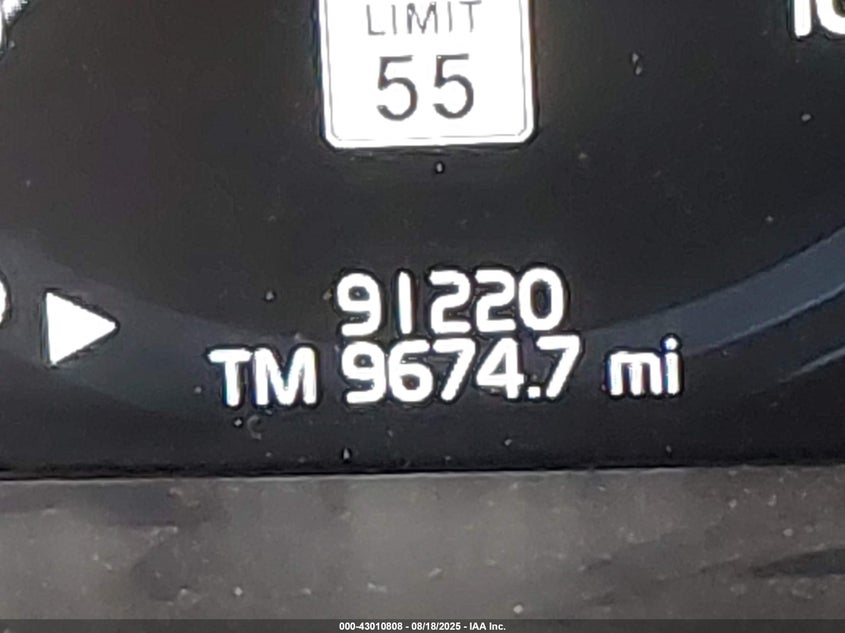 LIMIT
55
91220
TM 9674.7 mi
000-43010808 - 08/18/2025 - IAA Inc.